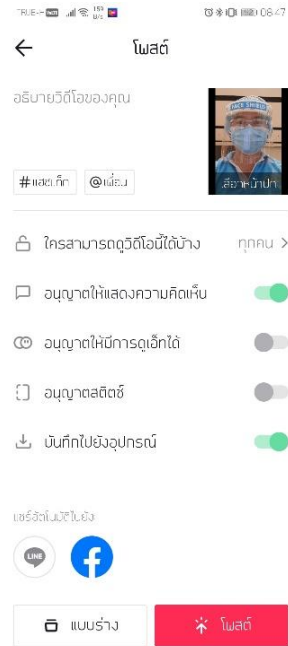 TRUE-H
08:47
โพสต์
อธิบายวิดีโอของคุณ
FACE SHIELD
#แฮชแท็ก
@เพื่อน
ใครสามารถดูวิดีโอนี้ได้บ้าง ทุกคน
อนุญาตให้แสดงความคิดเห็น
อนุญาตให้มีการดูเอ็ทได้
อนุญาตสติตช์
บันทึกไปยังอุปกรณ์
แชร์อัตโนมัติไปยัง
LINE
แบบร่าง
โพสต์